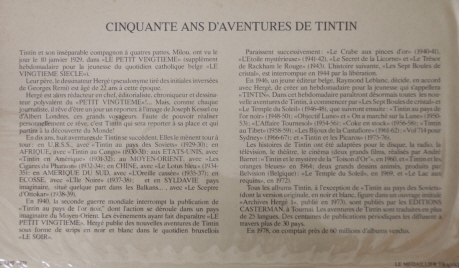 CINQUANTE ANS D'AVENTURES DE TINTIN
Tintin et son inséparable compagnon à quatre pattes, Milou, ont vu le
jour le 10 janvier 1929, dans «LE PETIT VINGTIEME» (supplément
hebdomadaire pour la jeunesse du quotidien catholique belge «LE
VINGTIEME SIECLE»).
Leur père, le dessinateur Hergé (pseudonyme tiré des initiales inversées
de Georges Remi) est âgé de 22 ans à cette époque.
Hergé est alors rédacteur en chef, éditorialiste, chroniqueur et dessina-
teur polyvalent du «PETIT VINGTIEME». Mais, comme chaque
journaliste, il rêve d'être un jour un reporter à l'image de Joseph Kessel ou
d'Albert Londres, ces grands voyageurs. Faute de pouvoir réaliser
personnellement ce rêve, c'est Tintin qui sera reporter à sa place et qui
partira à la découverte du Monde!
En dix ans, huit aventures de Tintin se succèdent. Elles le mènent tour à
tour: en U.R.S.S., avec «Tintin au pays des Soviets» (1929-30); en
AFRIQUE, avec «Tintin au Congo» (1930-31); aux ETATS-UNIS, avec
«Tintin en Amérique» (1931-32); au MOYEN-ORIENT, avec «Les
Cigares du Pharaon» (1932-34); en CHINE, avec «Le Lotus Bleu» (1934-
35); en AMERIQUE DU SUD, avec «L'Oreille cassée» (1935-37); en
ECOSSE, avec «L'Ile Noire» (1937-38); et en SYLDAVIE, pays
imaginaire, situé quelque part dans les Balkans... avec «Le Sceptre
d'Ottokar» (1938-39).
En 1940, la seconde guerre mondiale interrompt la publication de
"Tintin au pays de l'or noir" dont l'action se déroule dans un pays
imaginaire du Moyen-Orient. Les événements ayant fait disparaître «LE
PETIT VINGTIEME», Hergé publie des nouvelles aventures de Tintin
sous forme de strips en noir et blanc dans le quotidien bruxellois
«LE SOIR».
Paraissent successivement: «Le Crabe aux pinces d'or» (1940-41),
«L'Etoile mystérieuse» (1941-42), «Le Secret de la Licorne» et «Le Trésor
de Rackham le Rouge» (1943). L'histoire suivante, «Les Sept Boules de
cristal», est interrompue en 1944 par la libération.
En 1946, un jeune éditeur belge, Raymond Leblanc, décide, en accord
avec Hergé, de créer un hebdomadaire pour la jeunesse qui s'appellera
«TINTIN». Dans cet hebdomadaire paraîtront désormais toutes les nou-
velles aventures de Tintin, à commencer par «Les Sept Boules de cristal» et
«Le Temple du Soleil» (1946-48), que suivront ensuite: «Tintin au pays de
l'or noir» (1948-50); «Objectif Lune» et «On a marché sur la Lune» (1950-
53); «L'Affaire Tournesol» (1954-56); «Coke en stock» (1956-58); «Tintin au
Tibet» (1958-59); «Les Bijoux de la Castafiore» (1961-62); «Vol 714 pour
Sydney» (1966-67); et «Tintin et les Picaros» (1975-76).
Les histoires de Tintin ont été adaptées pour le disque, la radio, la
télévision, le théâtre, le cinéma (deux grands films, réalisés par André
Barret: «Tintin et le mystère de la Toison d'Or», en 1960, et «Tintin et les
oranges bleues», en 1964; deux grands dessins animés, produits par
Belvision (Belgique): «Le Temple du Soleil», en 1969, et «Le Lac aux
requins», en 1972).
Tous les albums Tintin, à l'exception de «Tintin au pays des Soviets»
(dont la version originale, en noir et blanc, figure dans un ouvrage intitulé
«Archives Hergé 1», publié en 1973), sont publiés par les EDITIONS
CASTERMAN, à Tournai. Les aventures de Tintin sont traduites en plus
de 25 langues. Des centaines de publications périodiques les diffusent à
travers plus de 30 pays.
En 1978, on comptait près de 60 millions d'albums vendus.
LE MEDAILLIER